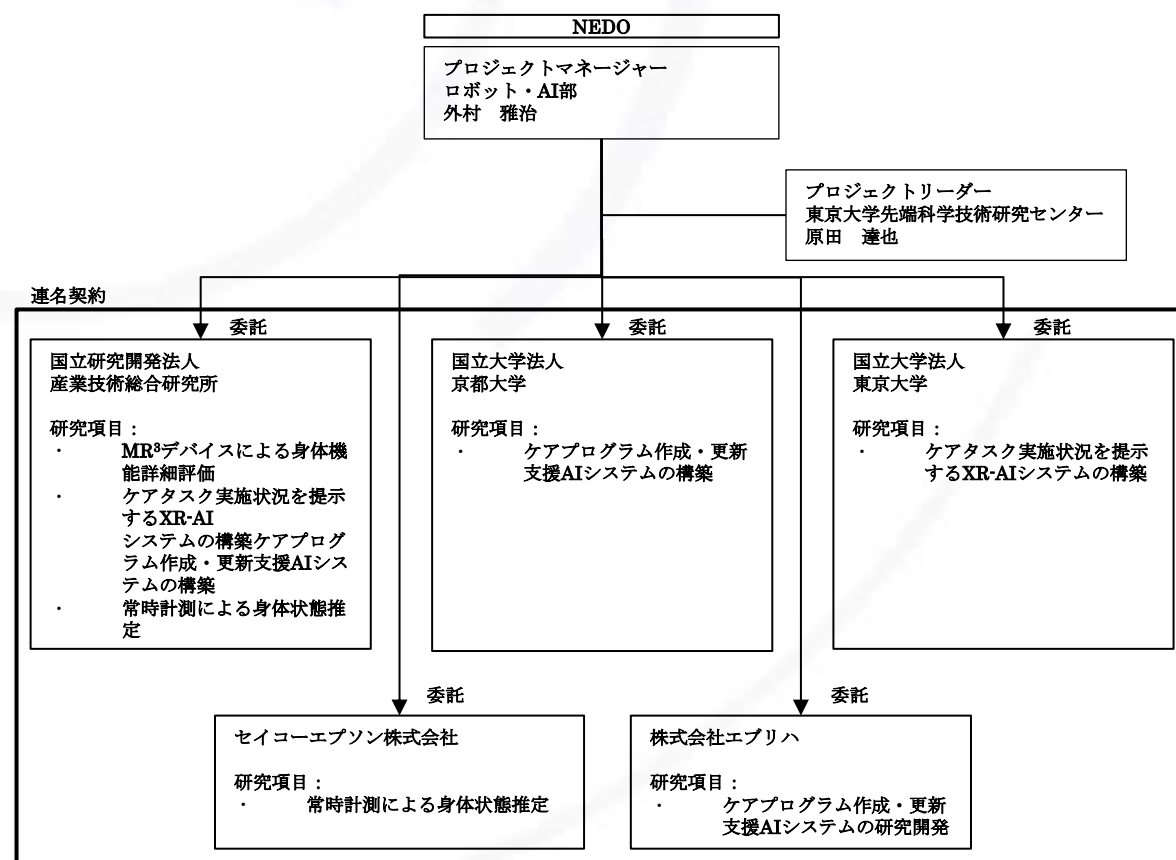 NEDO
プロジェクトマネージャー
ロボット・AI部
外村　雅治
プロジェクトリーダー
東京大学先端科学技術研究センター
原田　達也
連名契約
委託
国立研究開発法人
産業技術総合研究所
研究項目：
・　MR³デバイスによる身体機
能詳細評価
・　ケアタスク実施状況を提示
するXR-AI
システムの構築ケアプログ
ラム作成・更新支援AIシス
テムの構築
・　常時計測による身体状態推
定
委託
国立大学法人
京都大学
研究項目：
・　ケアプログラム作成・更新
支援AIシステムの構築
委託
国立大学法人
東京大学
研究項目：
・　ケアタスク実施状況を提示
するXR-AIシステムの構築
委託
セイコーエプソン株式会社
研究項目：
・　常時計測による身体状態推定
委託
株式会社エブリハ
研究項目：
・　ケアプログラム作成・更新
支援AIシステムの研究開発